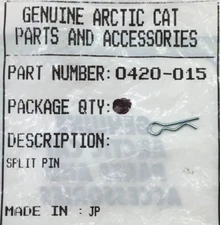 GENUINE ARCTIC CAT
PARTS AND ACCESSORIES
PART NUMBER: 0420-015
PACKAGE QTY:
DESCRIPTION:
SPLIT PIN
MADE IN : JP